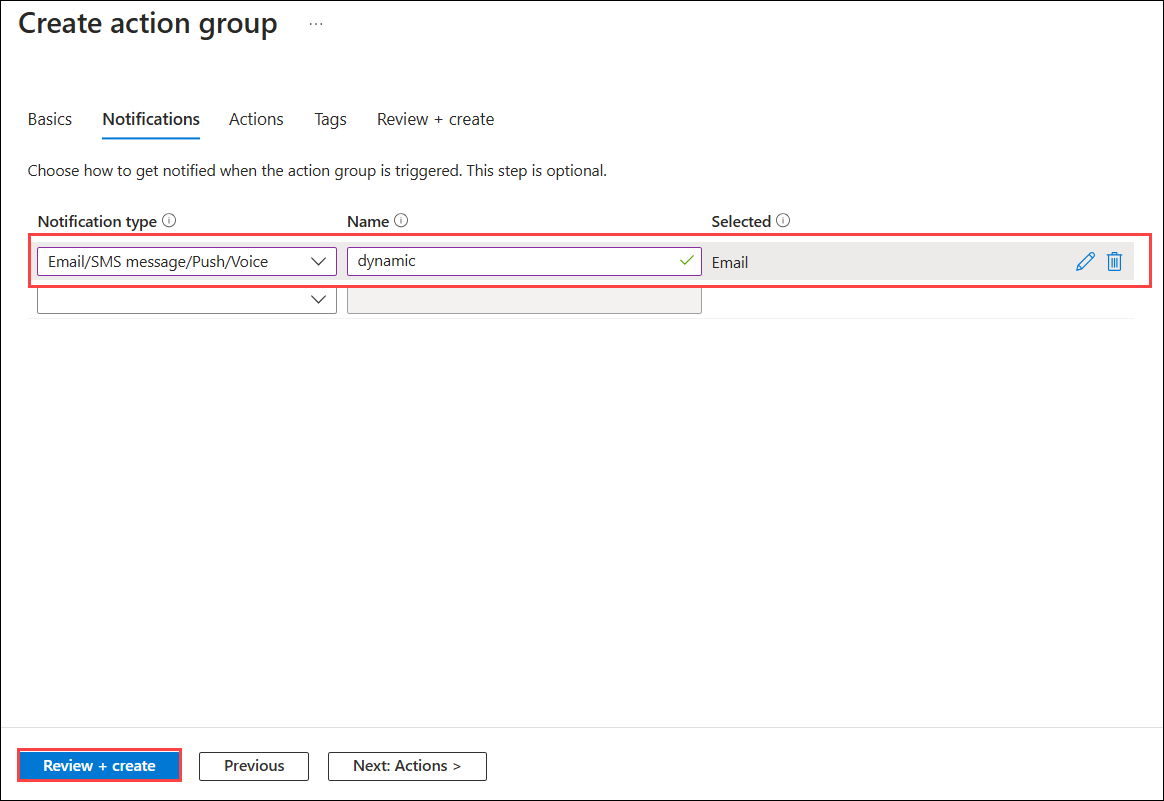 Create action group ...
Basics Notifications Actions Tags Review + create
Choose how to get notified when the action group is triggered. This step is optional.
Notification type Name Selected
Email/SMS message/Push/Voice dynamic Email
Review + create Previous Next: Actions >